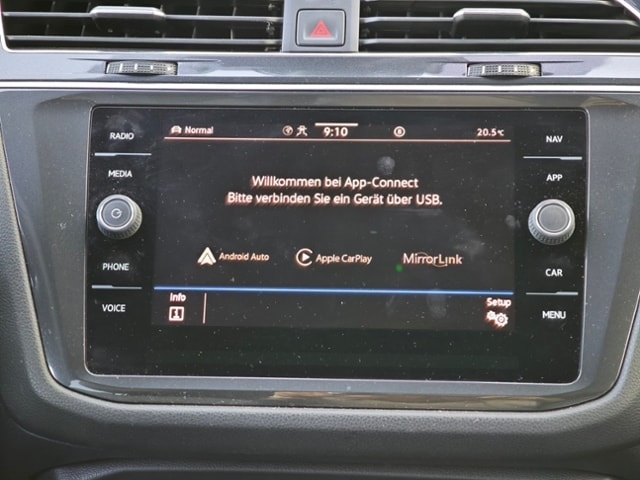 RADIO
MEDIA
PHONE
VOICE
Normal 9:10 20.5°C
Willkommen bei App-Connect
Bitte verbinden Sie ein Gerät über USB.
Android Auto Apple CarPlay MirrorLink
Info Setup
NAV
APP
CAR
MENU